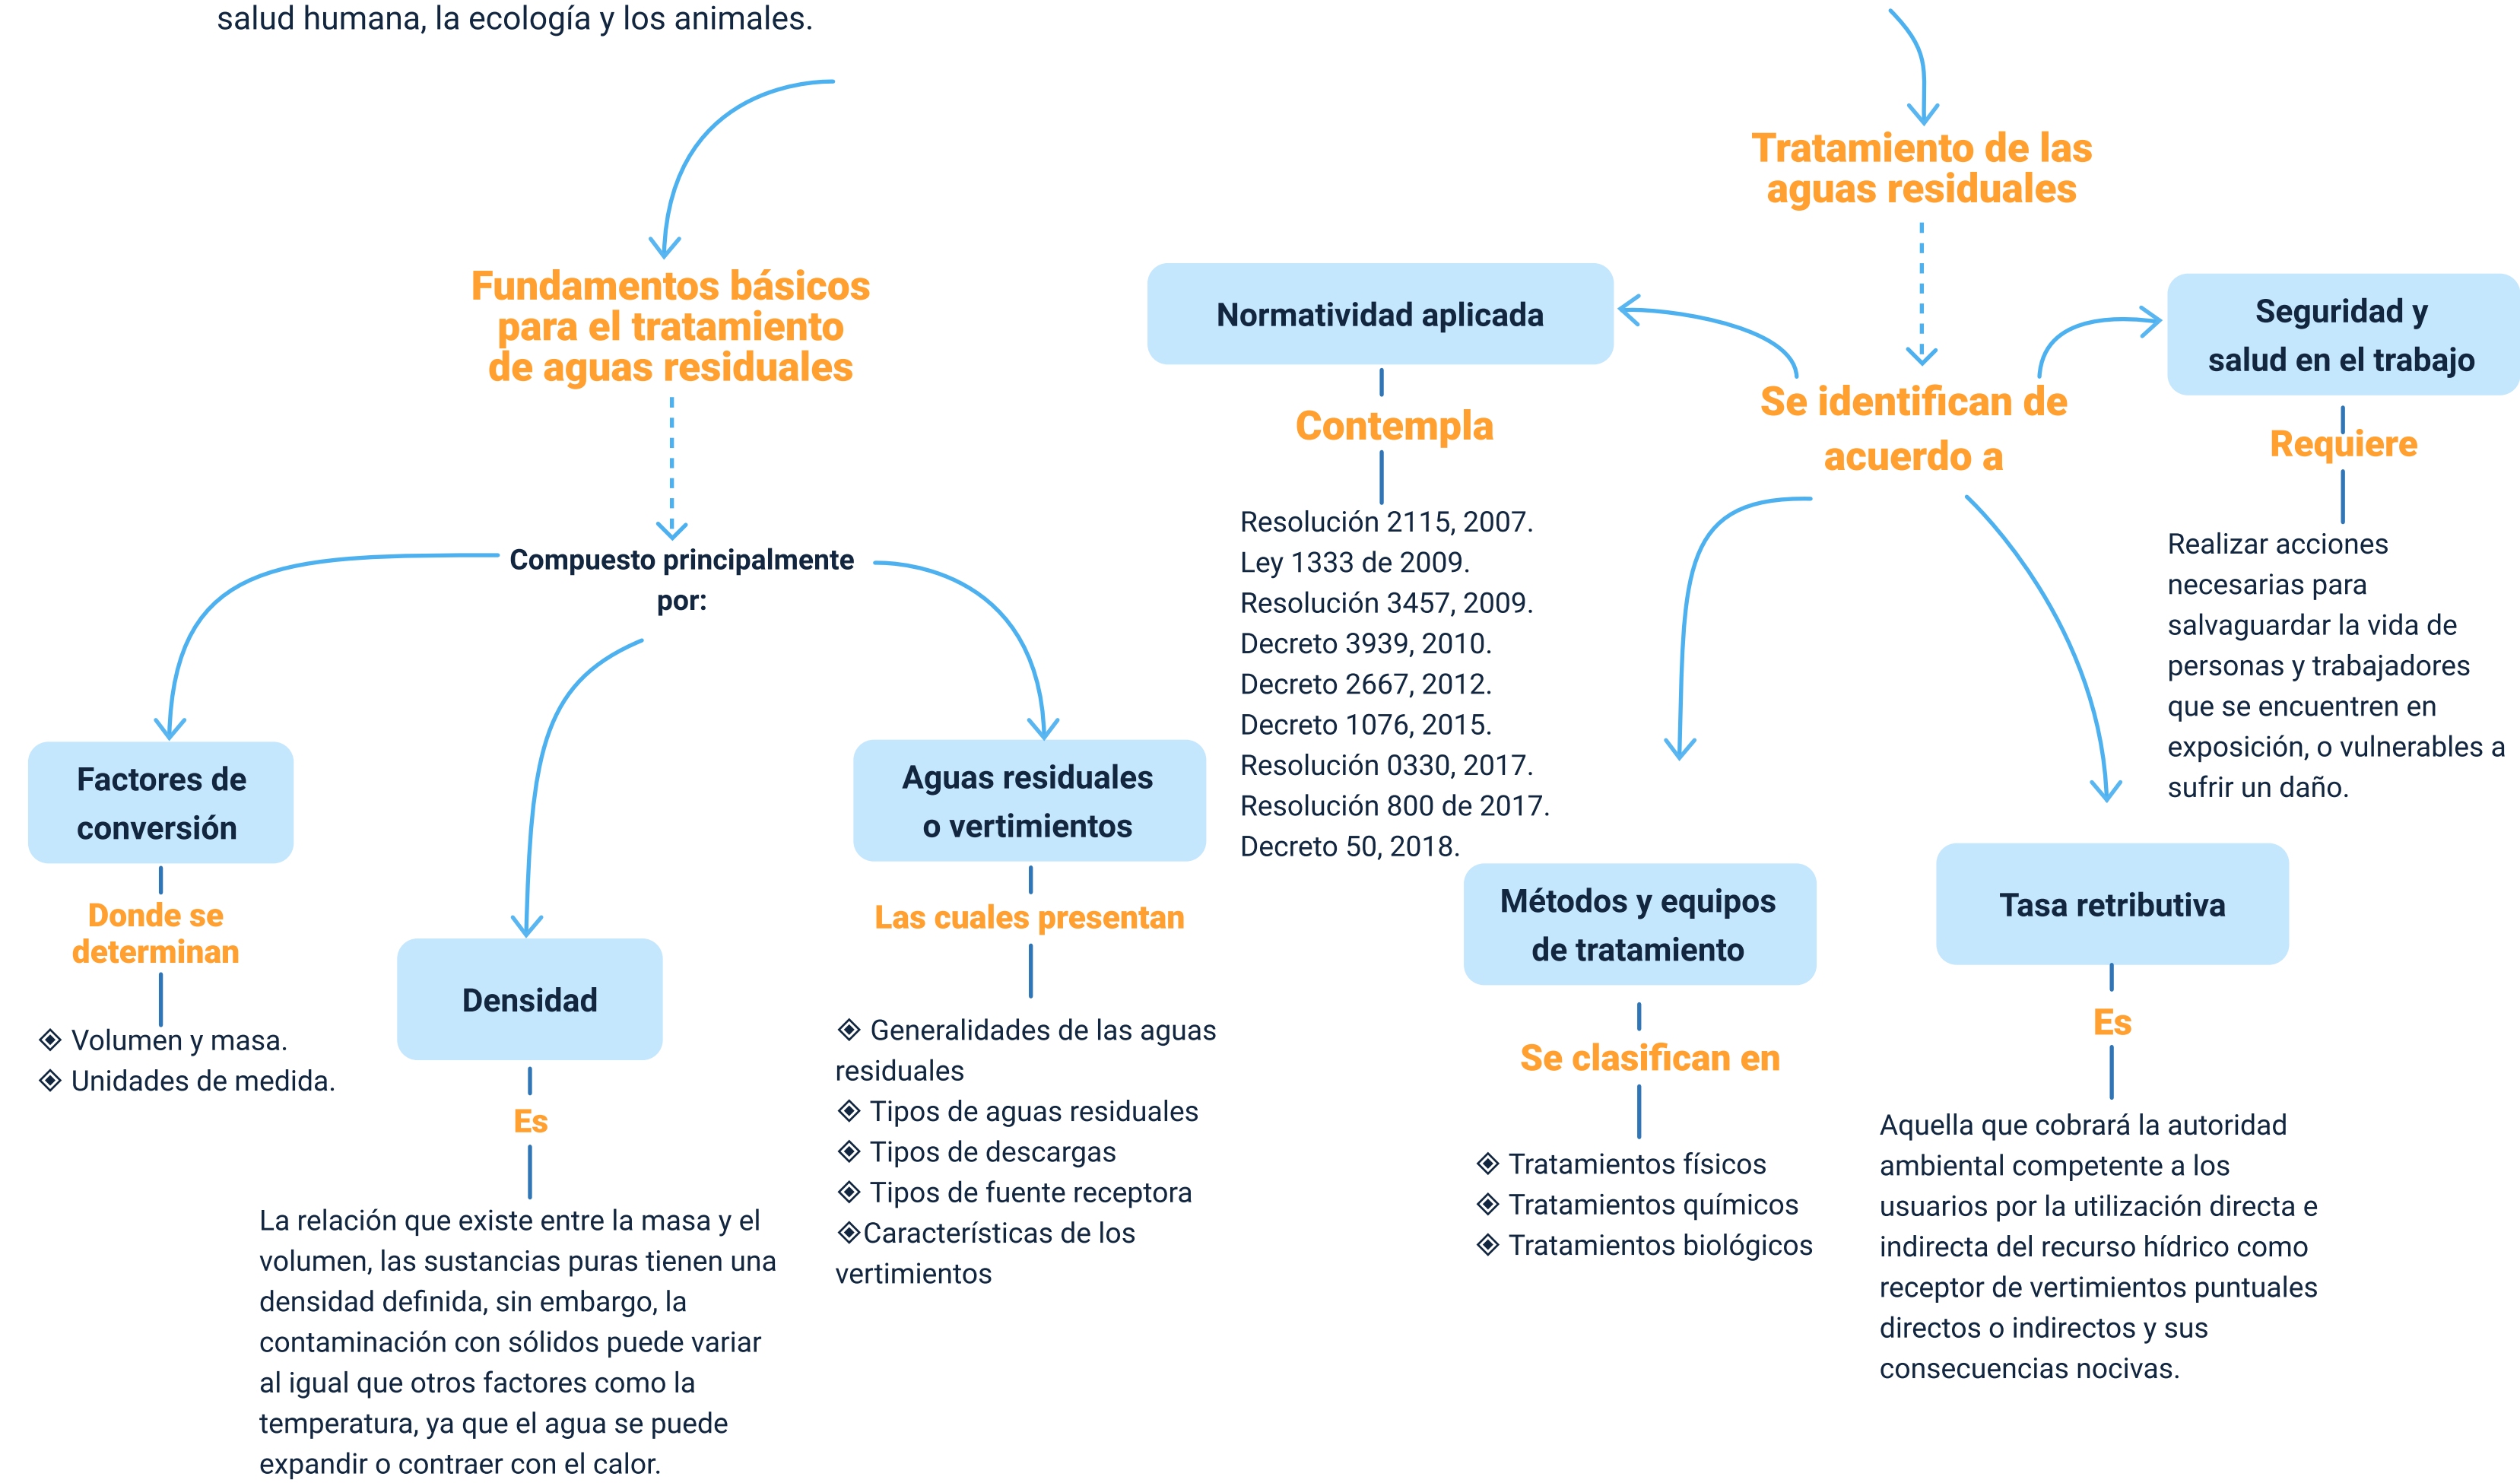 salud humana, la ecología y los animales.
Fundamentos básicos
para el tratamiento
de aguas residuales
Compuesto principalmente
por:
Factores de
conversión
Donde se
determinan
◈ Volumen y masa.
◈ Unidades de medida.
Densidad
Es
La relación que existe entre la masa y el
volumen, las sustancias puras tienen una
densidad definida, sin embargo, la
contaminación con sólidos puede variar
al igual que otros factores como la
temperatura, ya que el agua se puede
expandir o contraer con el calor.
Aguas residuales
o vertimientos
Las cuales presentan
◈ Generalidades de las aguas
residuales
◈ Tipos de aguas residuales
◈ Tipos de descargas
◈ Tipos de fuente receptora
◈Características de los
vertimientos
Tratamiento de las
aguas residuales
Se identifican de
acuerdo a
Normatividad aplicada
Contempla
Resolución 2115, 2007.
Ley 1333 de 2009.
Resolución 3457, 2009.
Decreto 3939, 2010.
Decreto 2667, 2012.
Decreto 1076, 2015.
Resolución 0330, 2017.
Resolución 800 de 2017.
Decreto 50, 2018.
Métodos y equipos
de tratamiento
Se clasifican en
◈ Tratamientos físicos
◈ Tratamientos químicos
◈ Tratamientos biológicos
Tasa retributiva
Es
Aquella que cobrará la autoridad
ambiental competente a los
usuarios por la utilización directa e
indirecta del recurso hídrico como
receptor de vertimientos puntuales
directos o indirectos y sus
consecuencias nocivas.
Seguridad y
salud en el trabajo
Requiere
Realizar acciones
necesarias para
salvaguardar la vida de
personas y trabajadores
que se encuentren en
exposición, o vulnerables a
sufrir un daño.